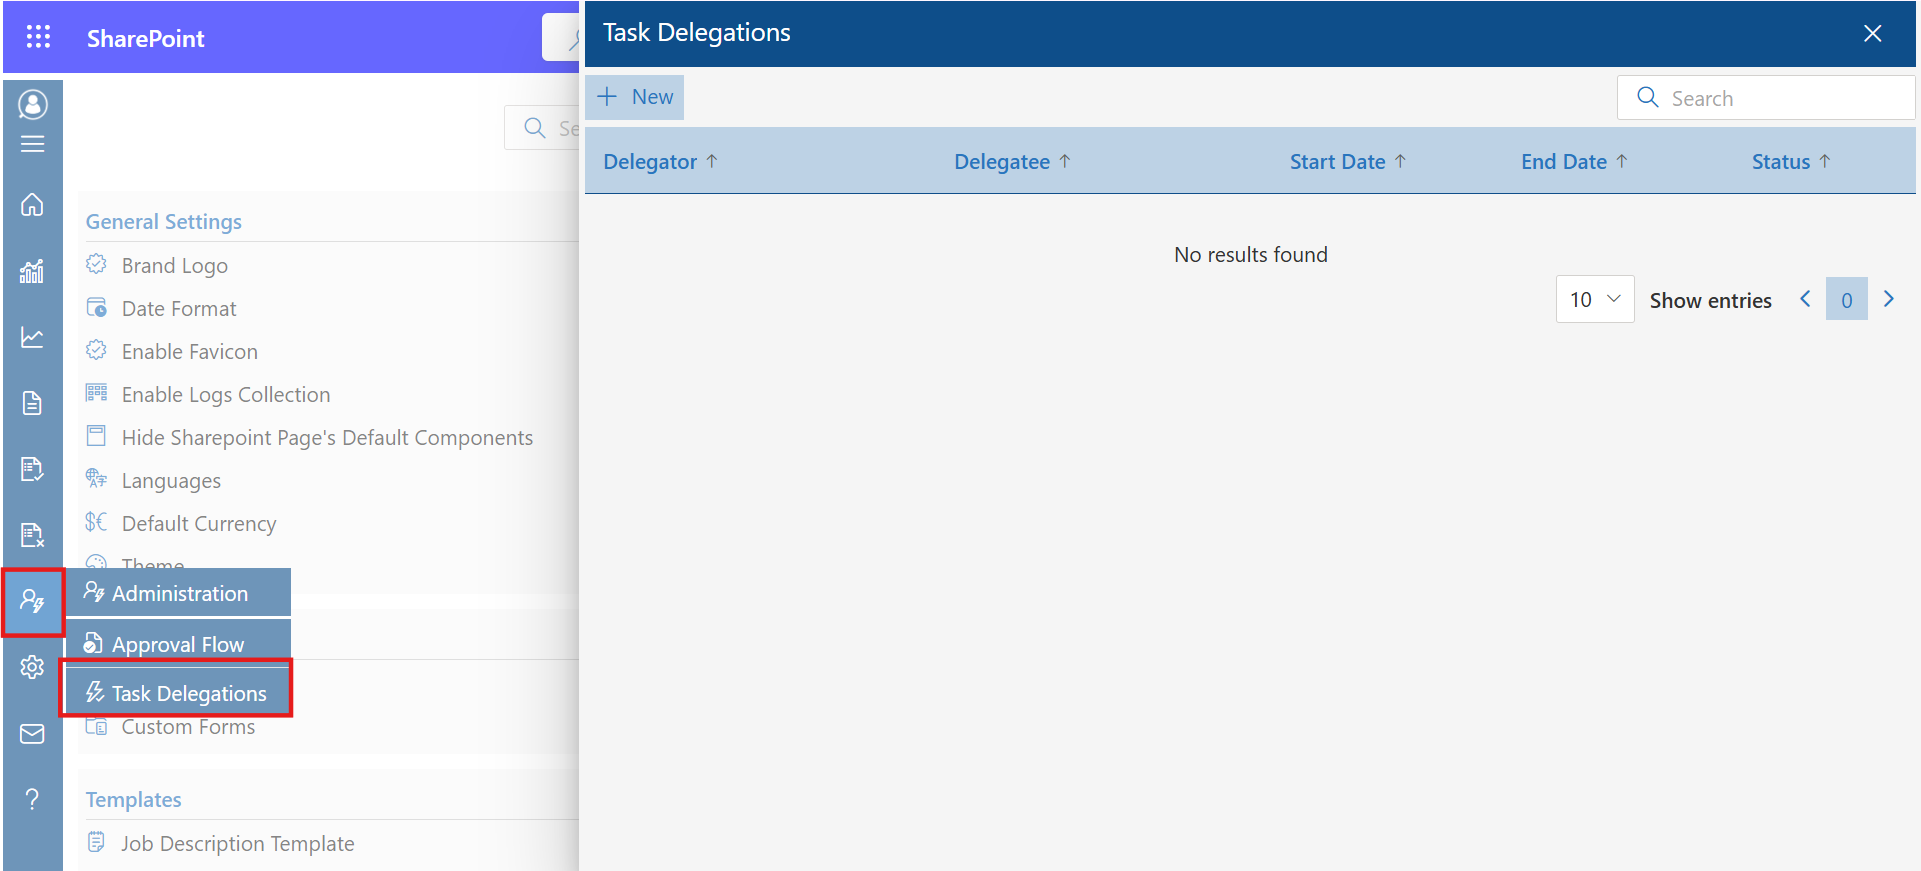 SharePoint
Se
General Settings
Brand Logo
Date Format
Enable Favicon
Enable Logs Collection
Hide Sharepoint Page's Default Components
Languages
Default Currency
Theme
Administration
Approval Flow
Task Delegations
Custom Forms
Templates
Job Description Template
Task Delegations
New
Search
Delegator Delegatee Start Date End Date Status
No results found
10 Show entries 0